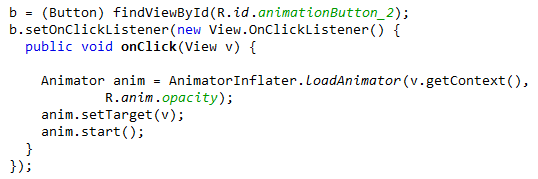 b = (Button) findViewById(R.id.animationButton_2);
b.setOnClickListener(new View.OnClickListener() {
  public void onClick(View v) {

    Animator anim = AnimatorInflater.loadAnimator(v.getContext(),
            R.anim.opacity);
    anim.setTarget(v);
    anim.start();
  }
});